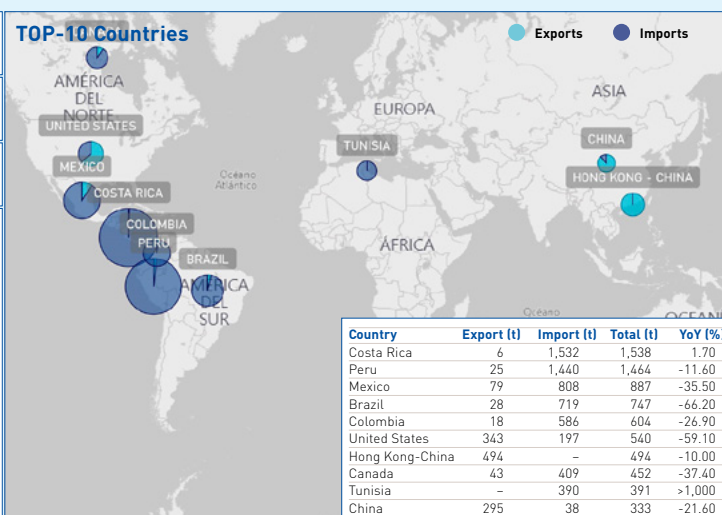 TOP-10 Countries
Exports
Imports
AMÉRICA
DEL
NORTE
UNITED STATES
MEXICO
COSTA RICA
COLOMBIA
PERU
BRAZIL
AMÉRICA
DEL
SUR
Océano
Atlántico
EUROPA
TUNISIA
ÁFRICA
ASIA
CHINA
HONG KONG - CHINA
Océano
Country Export (t) Import (t) Total (t) YoY (%)
Costa Rica 6 1,532 1,538 1.70
Peru 25 1,440 1,464 -11.60
Mexico 79 808 887 -35.50
Brazil 28 719 747 -66.20
Colombia 18 586 604 -26.90
United States 343 197 540 -59.10
Hong Kong-China 494 – 494 -10.00
Canada 43 409 452 -37.40
Tunisia – 390 391 >1,000
China 295 38 333 -21.60